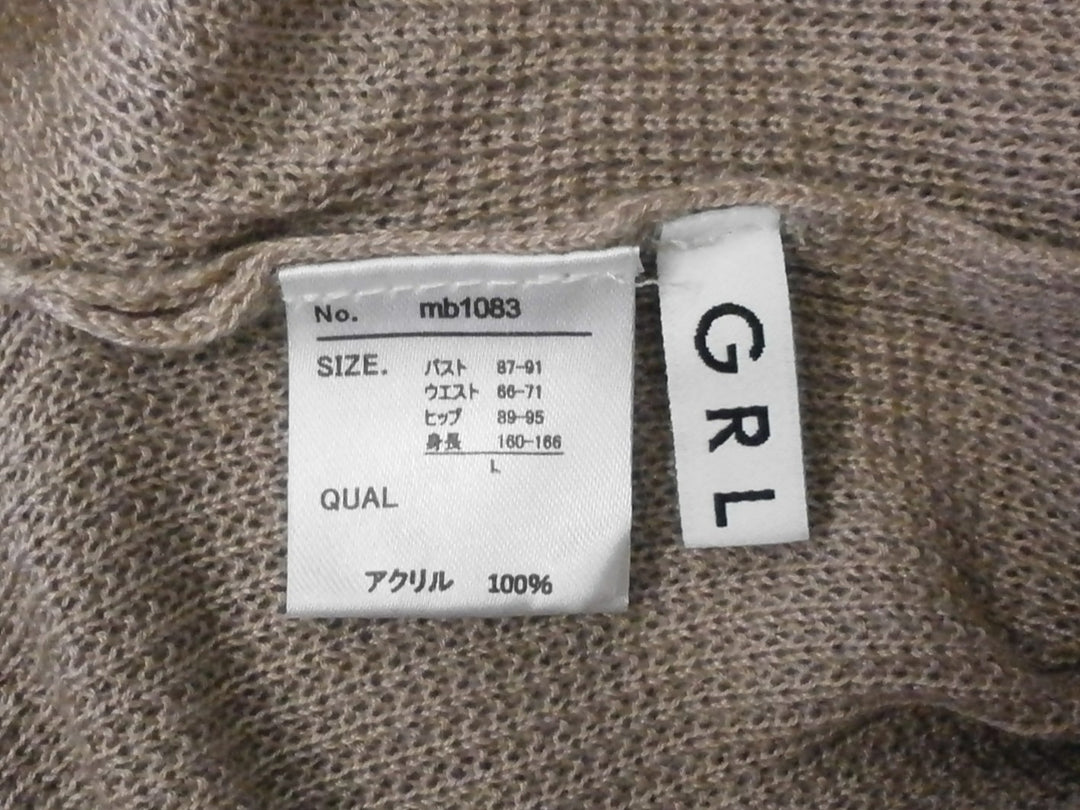 No. mb1083
SIZE. バスト 87-91
ウエスト 66-71
ヒップ 89-95
身長 160-166
L
QUAL
アクリル 100%
GRL